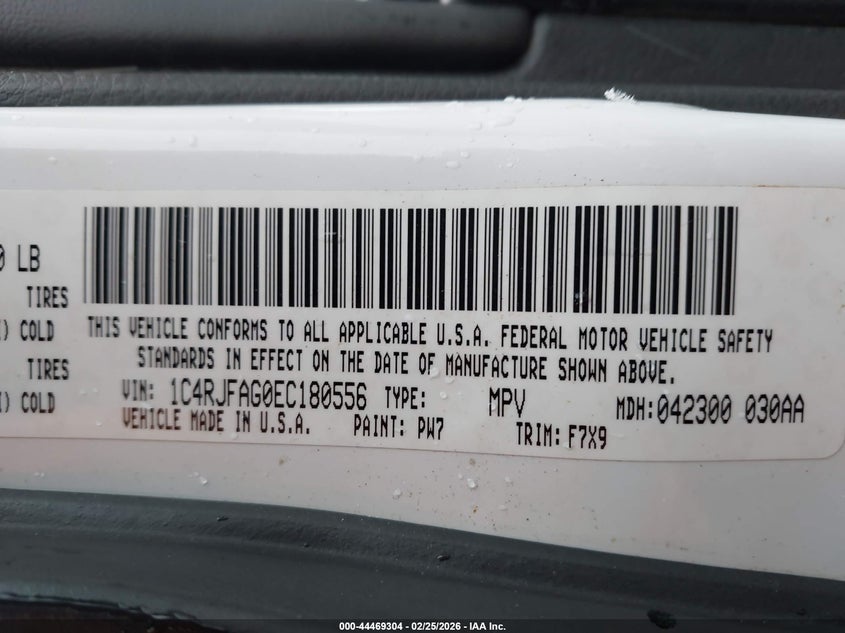 0 LB
TIRES
) COLD
TIRES
) COLD
THIS VEHICLE CONFORMS TO ALL APPLICABLE U.S.A. FEDERAL MOTOR VEHICLE SAFETY
STANDARDS IN EFFECT ON THE DATE OF MANUFACTURE SHOWN ABOVE.
VIN: 1C4RJFAG0EC180556 TYPE: MPV MDH:042300 030AA
VEHICLE MADE IN U.S.A. PAINT: PW7 TRIM: F7X9
000-44469304 - 02/25/2026 - IAA Inc.